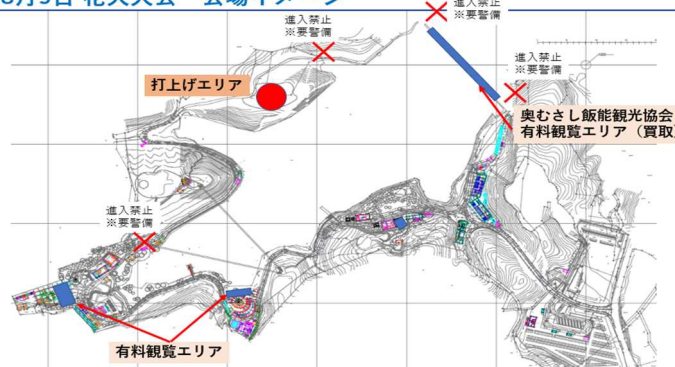 8月9日 花火大会 会場イメージ
進入禁止
※要警備
進入禁止
※要警備
進入禁止
※要警備
打上げエリア
奥むさし飯能観光協会
有料観覧エリア（買取）
進入禁止
※要警備
有料観覧エリア